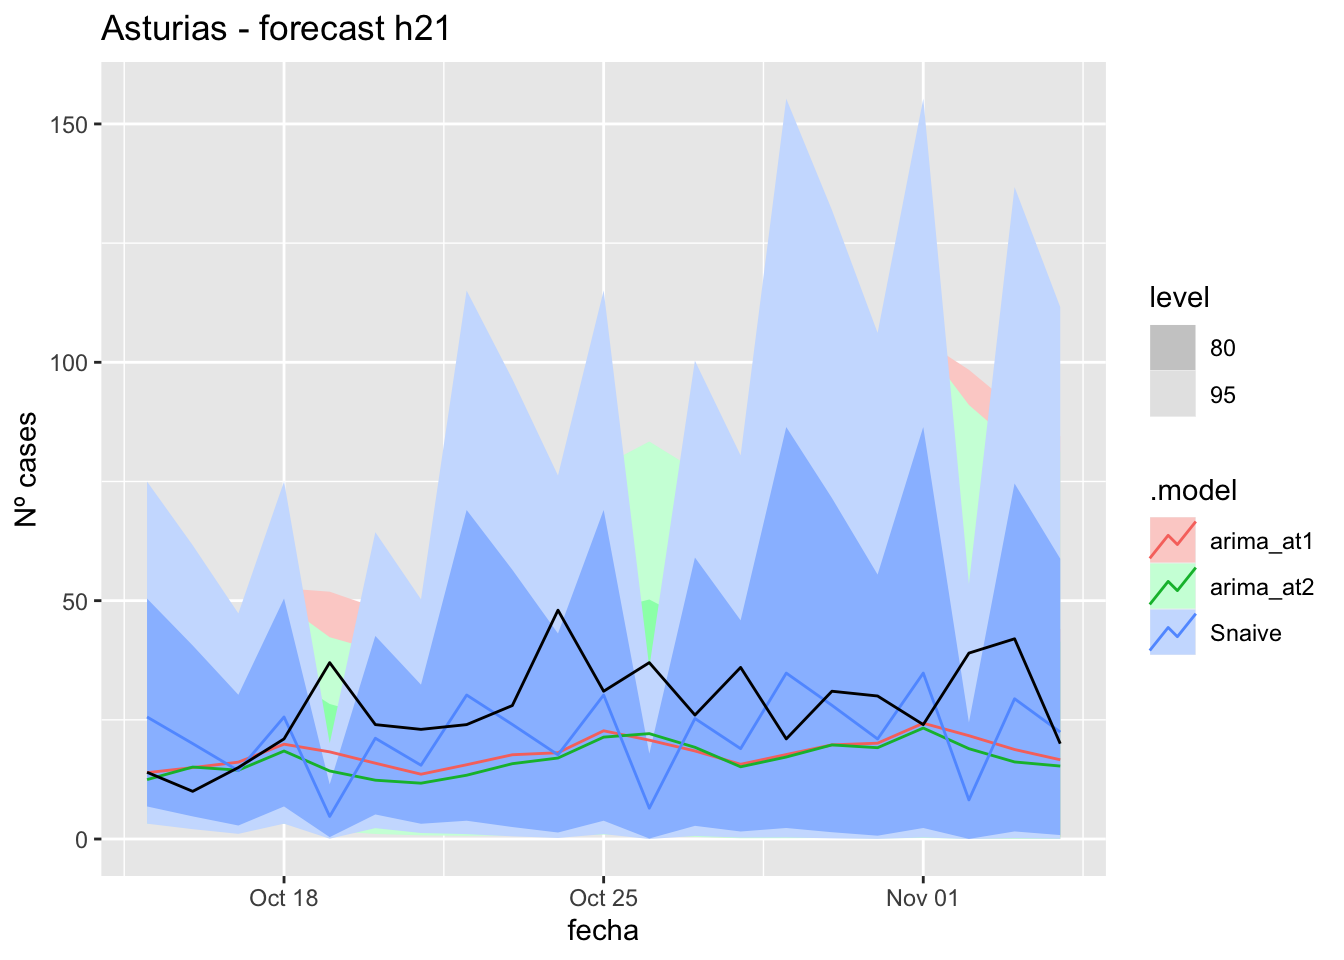 Asturias - forecast h21
Nº cases
150
100
50
0
Oct 18
Oct 25
Nov 01
fecha
level
80
95
.model
arima_at1
arima_at2
Snaive